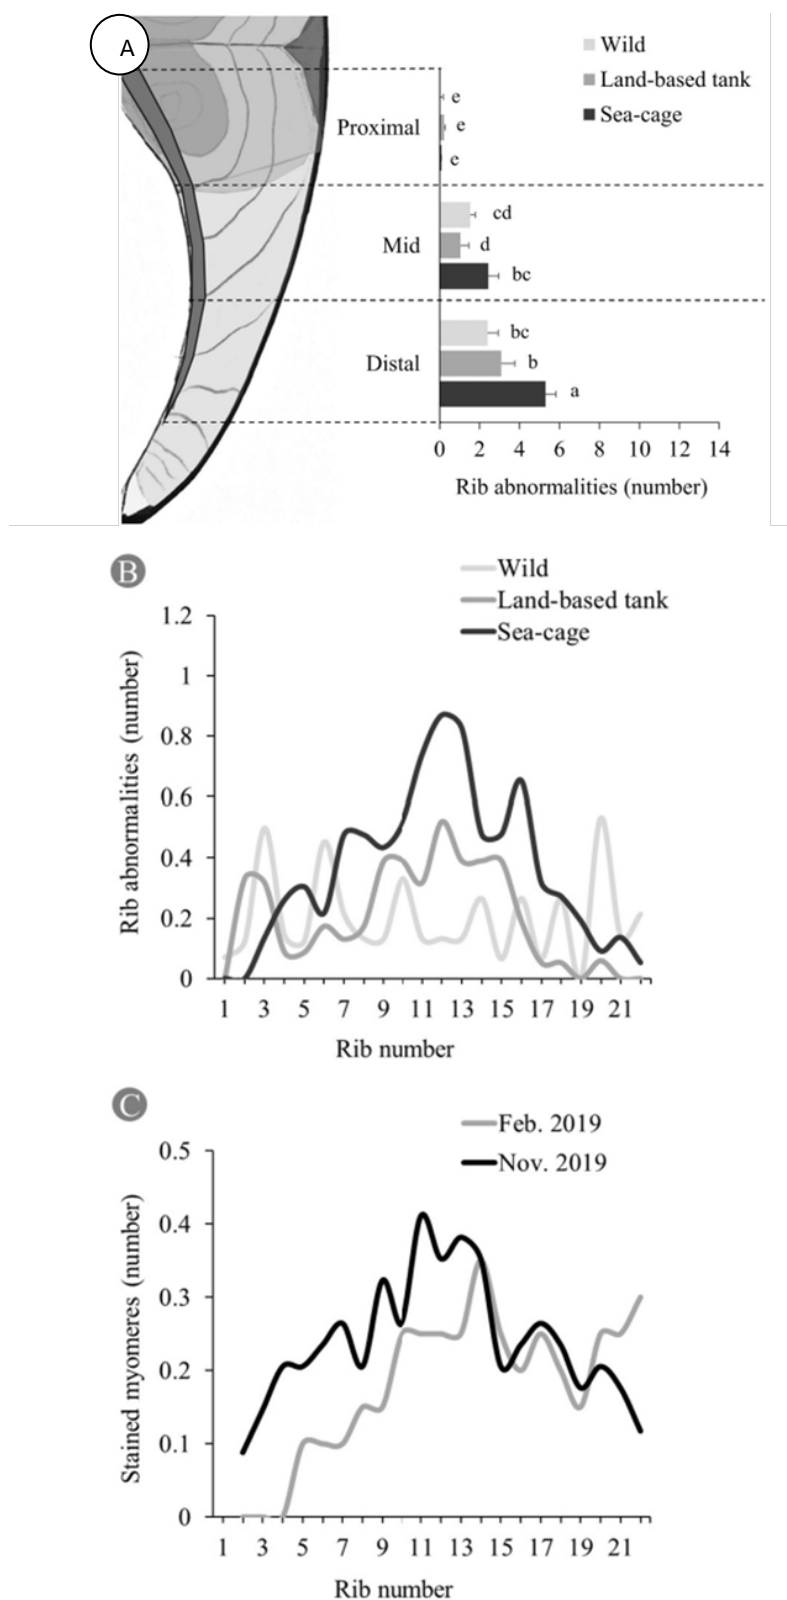 A
Wild
Land-based tank
Sea-cage
Proximal
e
e
e
Mid
cd
d
bc
Distal
bc
b
a
0 2 4 6 8 10 12 14
Rib abnormalities (number)
B
Wild
Land-based tank
Sea-cage
1.2
1
0.8
0.6
0.4
0.2
0
Rib abnormalities (number)
1 3 5 7 9 11 13 15 17 19 21
Rib number
C
Feb. 2019
Nov. 2019
0.5
0.4
0.3
0.2
0.1
0
Stained myomeres (number)
1 3 5 7 9 11 13 15 17 19 21
Rib number